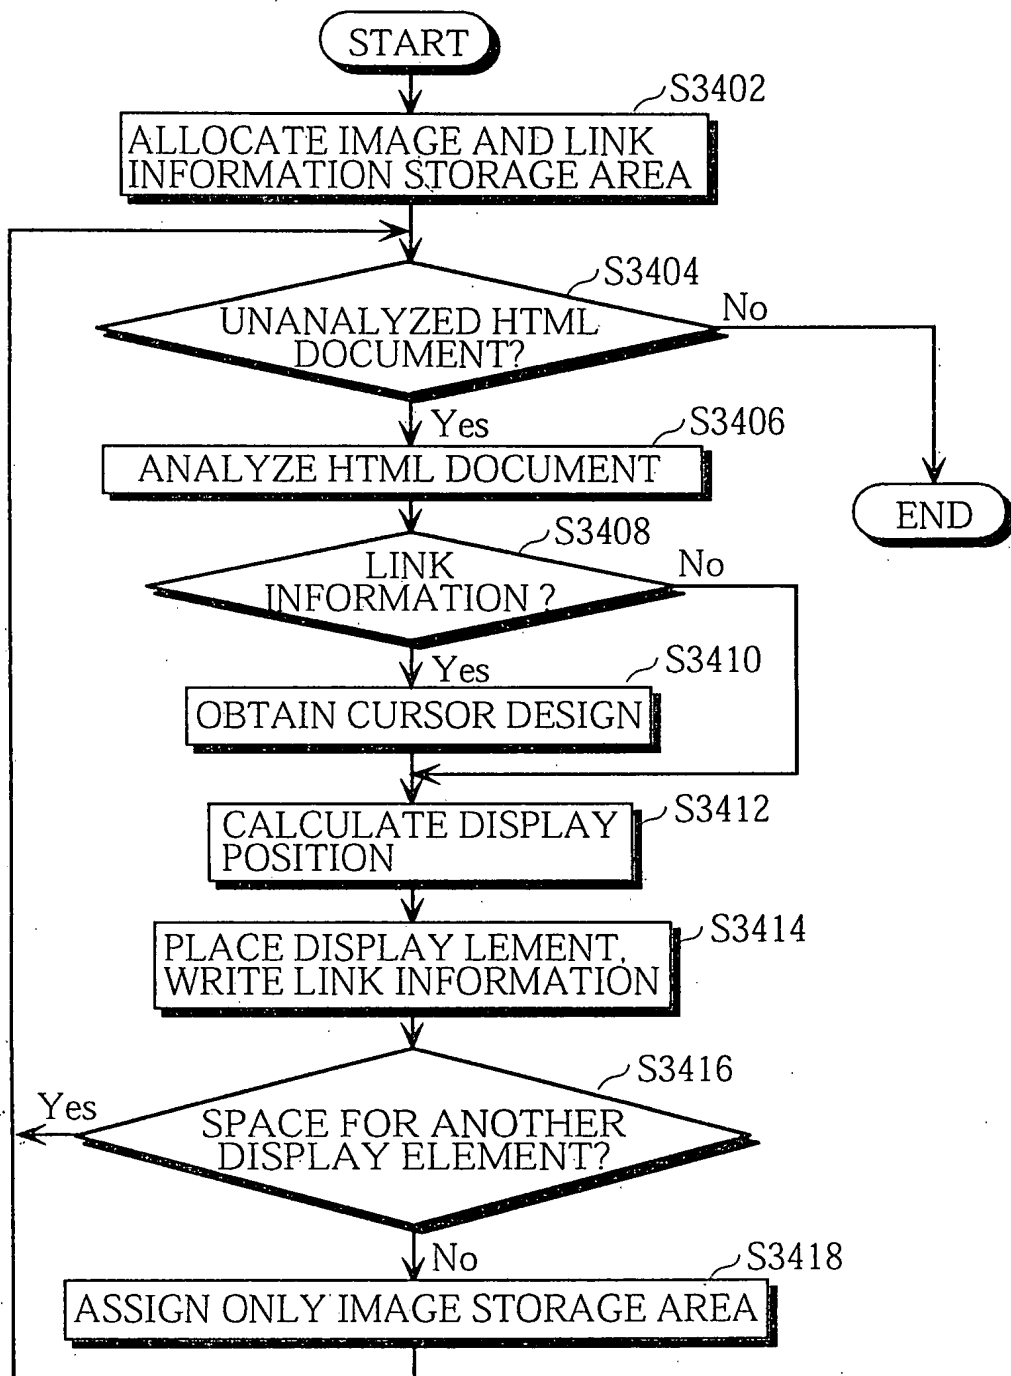 START
S3402
ALLOCATE IMAGE AND LINK
INFORMATION STORAGE AREA
S3404
UNANALYZED HTML
DOCUMENT?
No
Yes
S3406
ANALYZE HTML DOCUMENT
END
S3408
LINK
INFORMATION ?
No
Yes
S3410
OBTAIN CURSOR DESIGN
S3412
CALCULATE DISPLAY
POSITION
S3414
PLACE DISPLAY LEMENT,
WRITE LINK INFORMATION
S3416
Yes
SPACE FOR ANOTHER
DISPLAY ELEMENT?
No
S3418
ASSIGN ONLY IMAGE STORAGE AREA